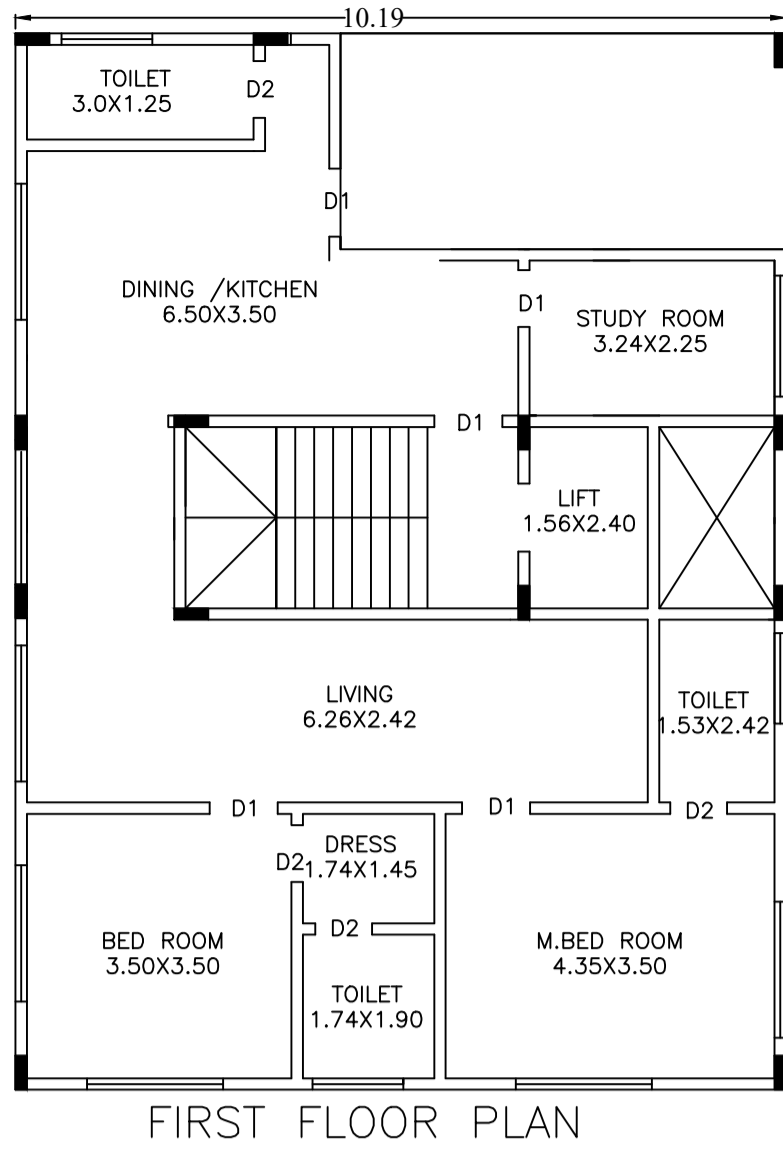 10.19
TOILET
3.0X1.25
D2
D1
DINING /KITCHEN
6.50X3.50
D1
STUDY ROOM
3.24X2.25
D1
LIFT
1.56X2.40
LIVING
6.26X2.42
TOILET
1.53X2.42
D1
D1
D2
DRESS
1.74X1.45
D2
D2
BED ROOM
3.50X3.50
M.BED ROOM
4.35X3.50
TOILET
1.74X1.90
FIRST FLOOR PLAN